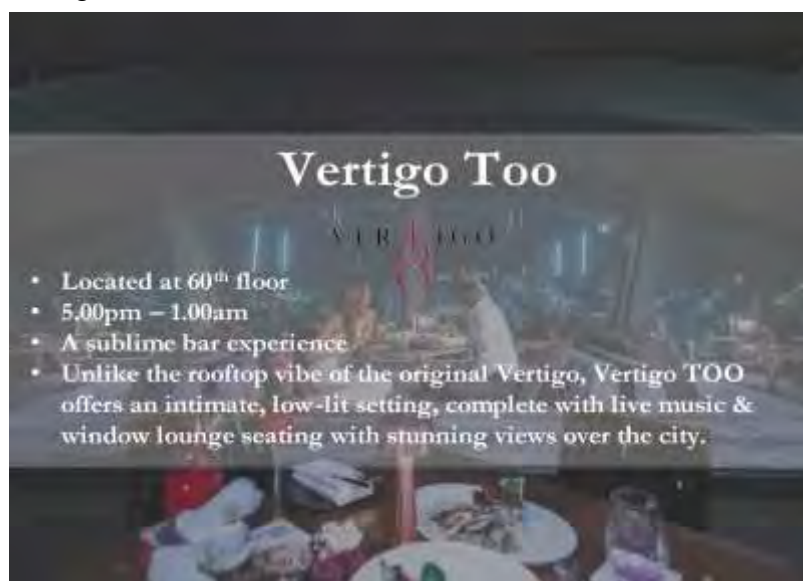 Vertigo Too
VERTIGO
• Located at 60th floor
• 5.00pm – 1.00am
• A sublime bar experience
• Unlike the rooftop vibe of the original Vertigo, Vertigo TOO
offers an intimate, low-lit setting, complete with live music &
window lounge seating with stunning views over the city.